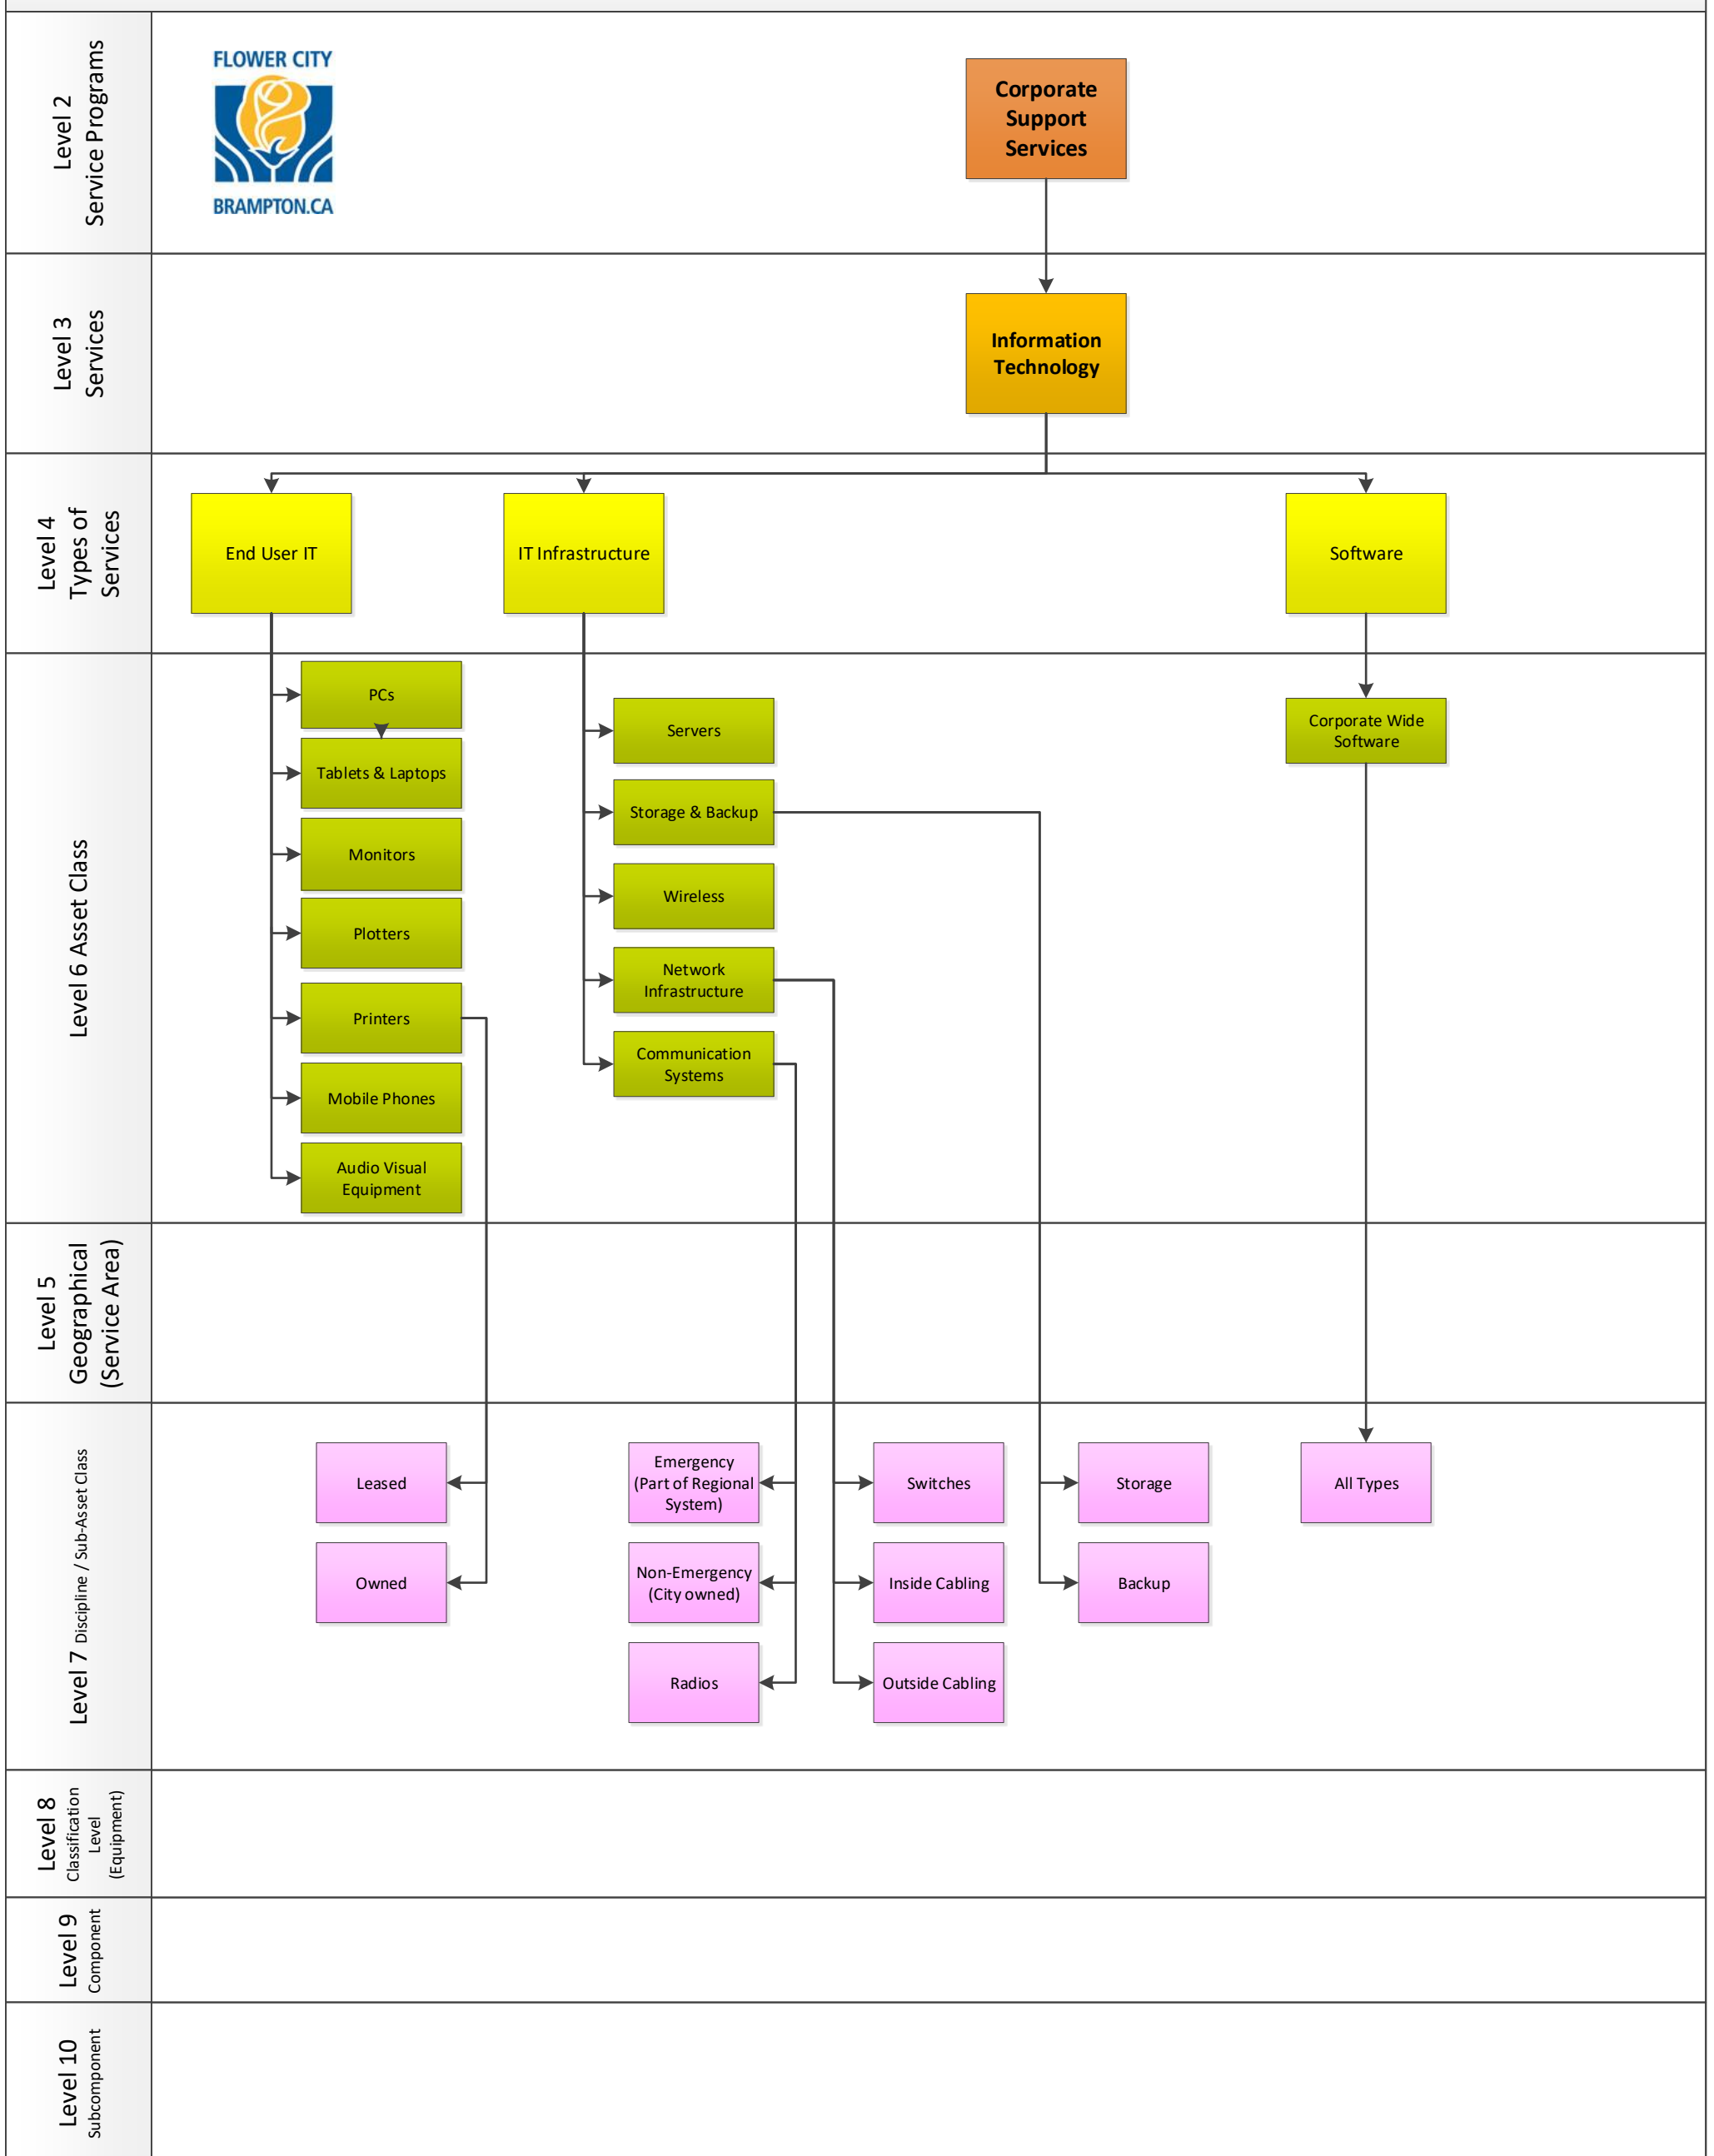 Level 2
Service Programs
FLOWER CITY
BRAMPTON.CA
Corporate
Support
Services
Level 3
Services
Information
Technology
Level 4
Types of
Services
End User IT
IT Infrastructure
Software
Level 6 Asset Class
PCs
Tablets & Laptops
Monitors
Plotters
Printers
Mobile Phones
Audio Visual
Equipment
Servers
Storage & Backup
Wireless
Network
Infrastructure
Communication
Systems
Corporate Wide
Software
Level 5
Geographical
(Service Area)
Level 7 Discipline / Sub-Asset Class
Leased
Owned
Emergency
(Part of Regional
System)
Non-Emergency
(City owned)
Radios
Switches
Inside Cabling
Outside Cabling
Storage
Backup
All Types
Level 8
Classification
Level
(Equipment)
Level 9
Component
Level 10
Subcomponent